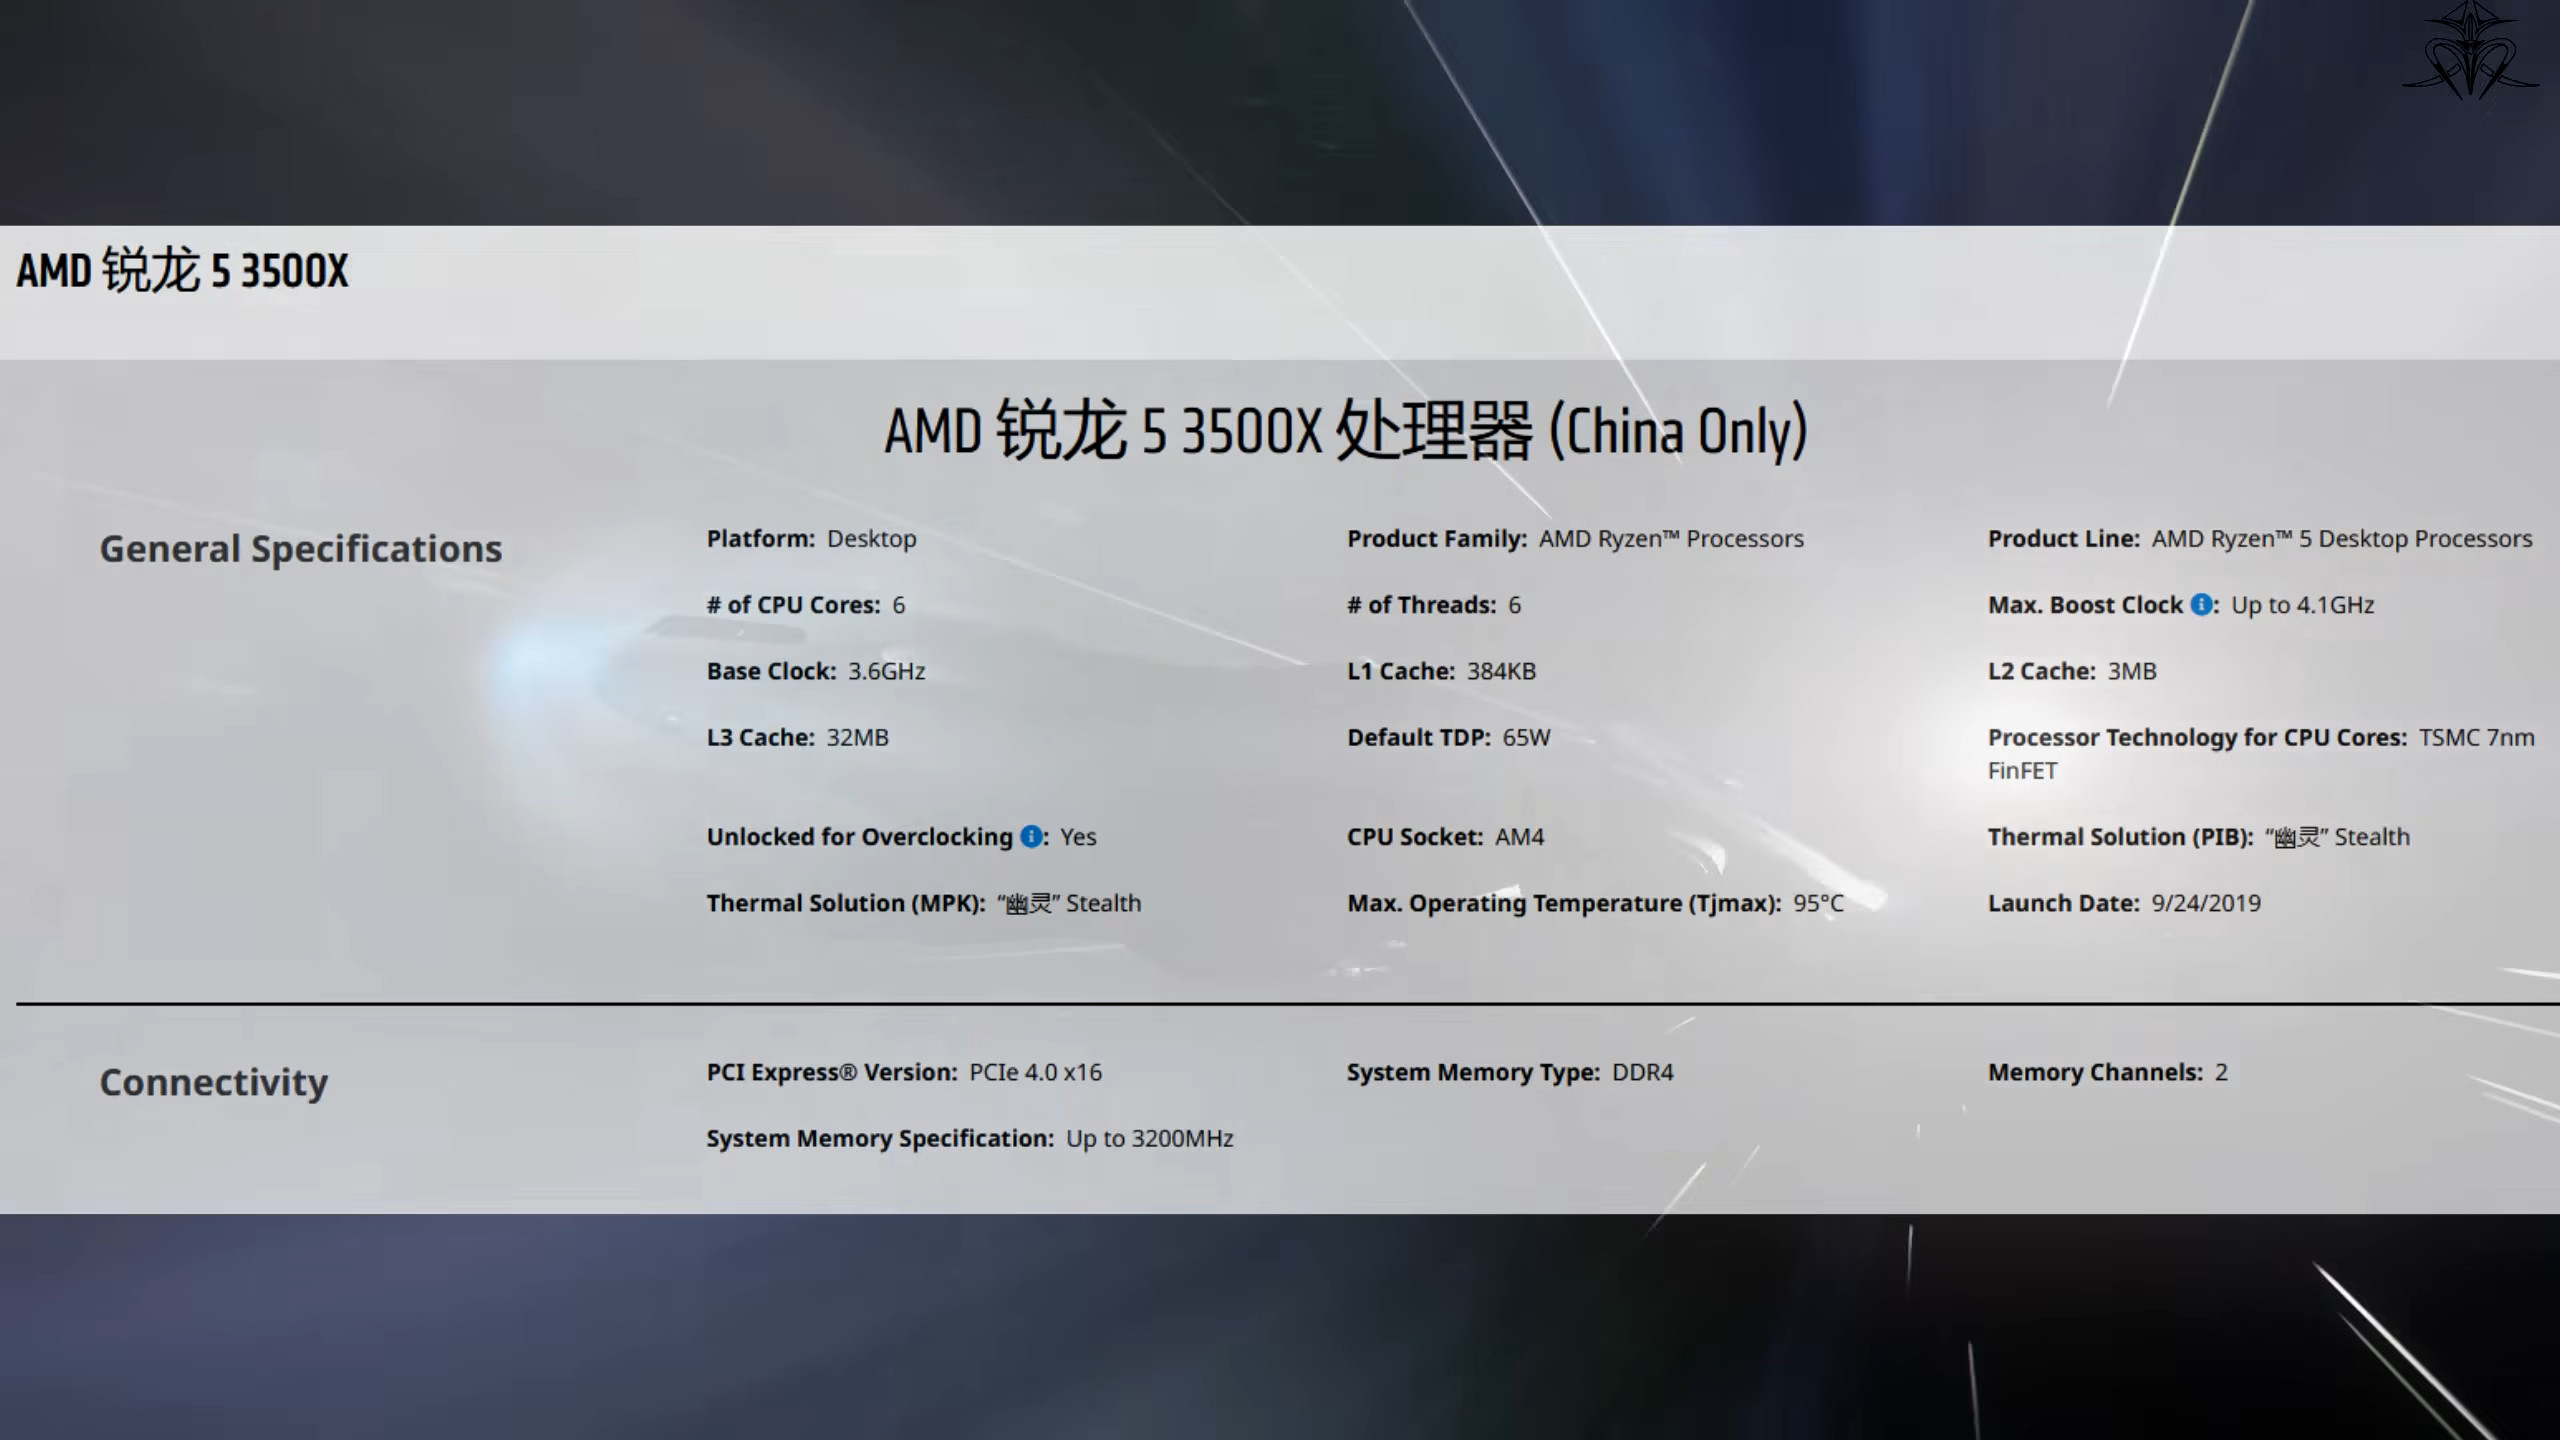 AMD 锐龙 5 3500X
AMD 锐龙 5 3500X 处理器 (China Only)
General Specifications
Platform: Desktop
Product Family: AMD Ryzen™ Processors
Product Line: AMD Ryzen™ 5 Desktop Processors
# of CPU Cores: 6
# of Threads: 6
Max. Boost Clock : Up to 4.1GHz
Base Clock: 3.6GHz
L1 Cache: 384KB
L2 Cache: 3MB
L3 Cache: 32MB
Default TDP: 65W
Processor Technology for CPU Cores: TSMC 7nm
FinFET
Unlocked for Overclocking : Yes
CPU Socket: AM4
Thermal Solution (PIB): “幽灵” Stealth
Thermal Solution (MPK): “幽灵” Stealth
Max. Operating Temperature (Tjmax): 95°C
Launch Date: 9/24/2019
Connectivity
PCI Express® Version: PCIe 4.0 x16
System Memory Type: DDR4
Memory Channels: 2
System Memory Specification: Up to 3200MHz